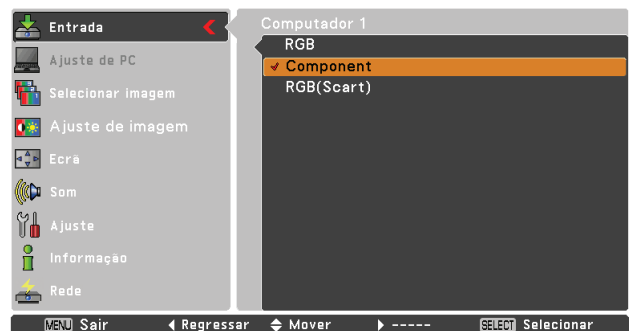 Entrada
Ajuste de PC
Selecionar imagem
Ajuste de imagem
Ecrã
Som
Ajuste
Informação
Rede
Computador 1
RGB
Component
RGB(Scart)
MENU Sair Regressar Mover ----- SELECT Selecionar